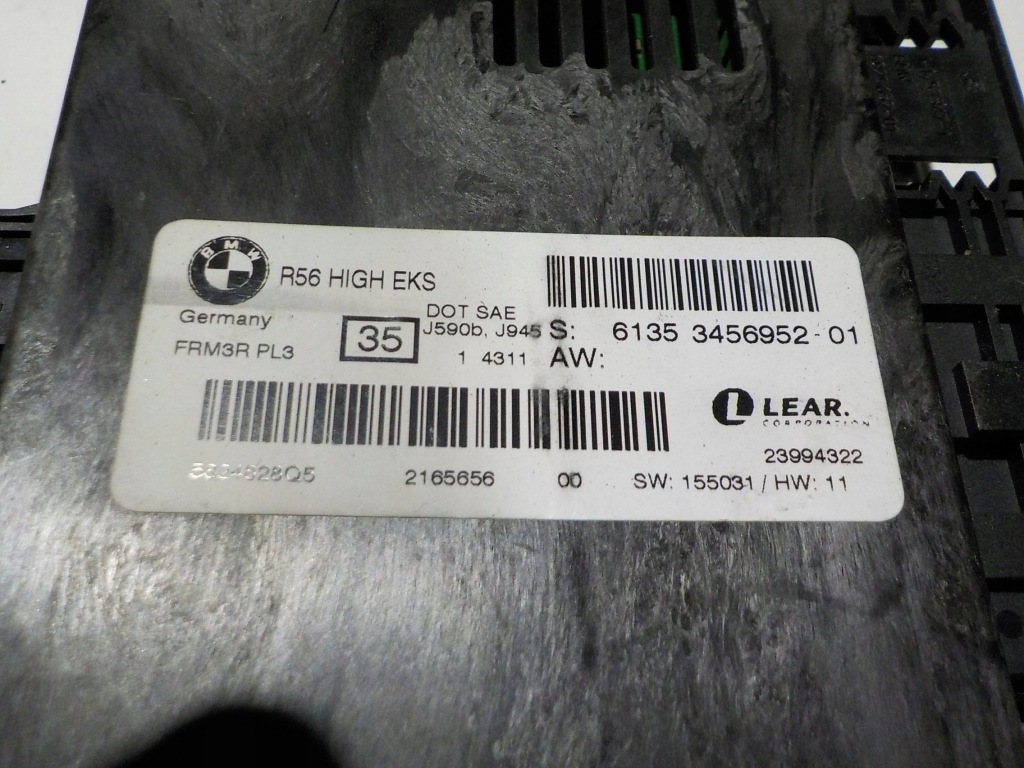 BMW
R56 HIGH EKS
Germany
FRM3R PL3
35
DOT SAE
J590b, J945
1 4311
S: 6135 3456952-01
AW:
LEAR.
CORPORATION
23994322
2165656 00 SW: 155031 / HW: 11